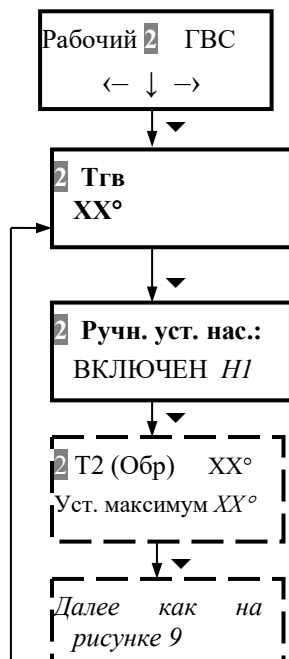 Рабочий 2 ГВС
‹– ↓ –›
2 Тгв
XX°
2 Ручн. уст. нас.:
ВКЛЮЧЕН Н1
2 Т2 (Обр) XX°
Уст. максимум XX°
Далее как на
рисунке 9